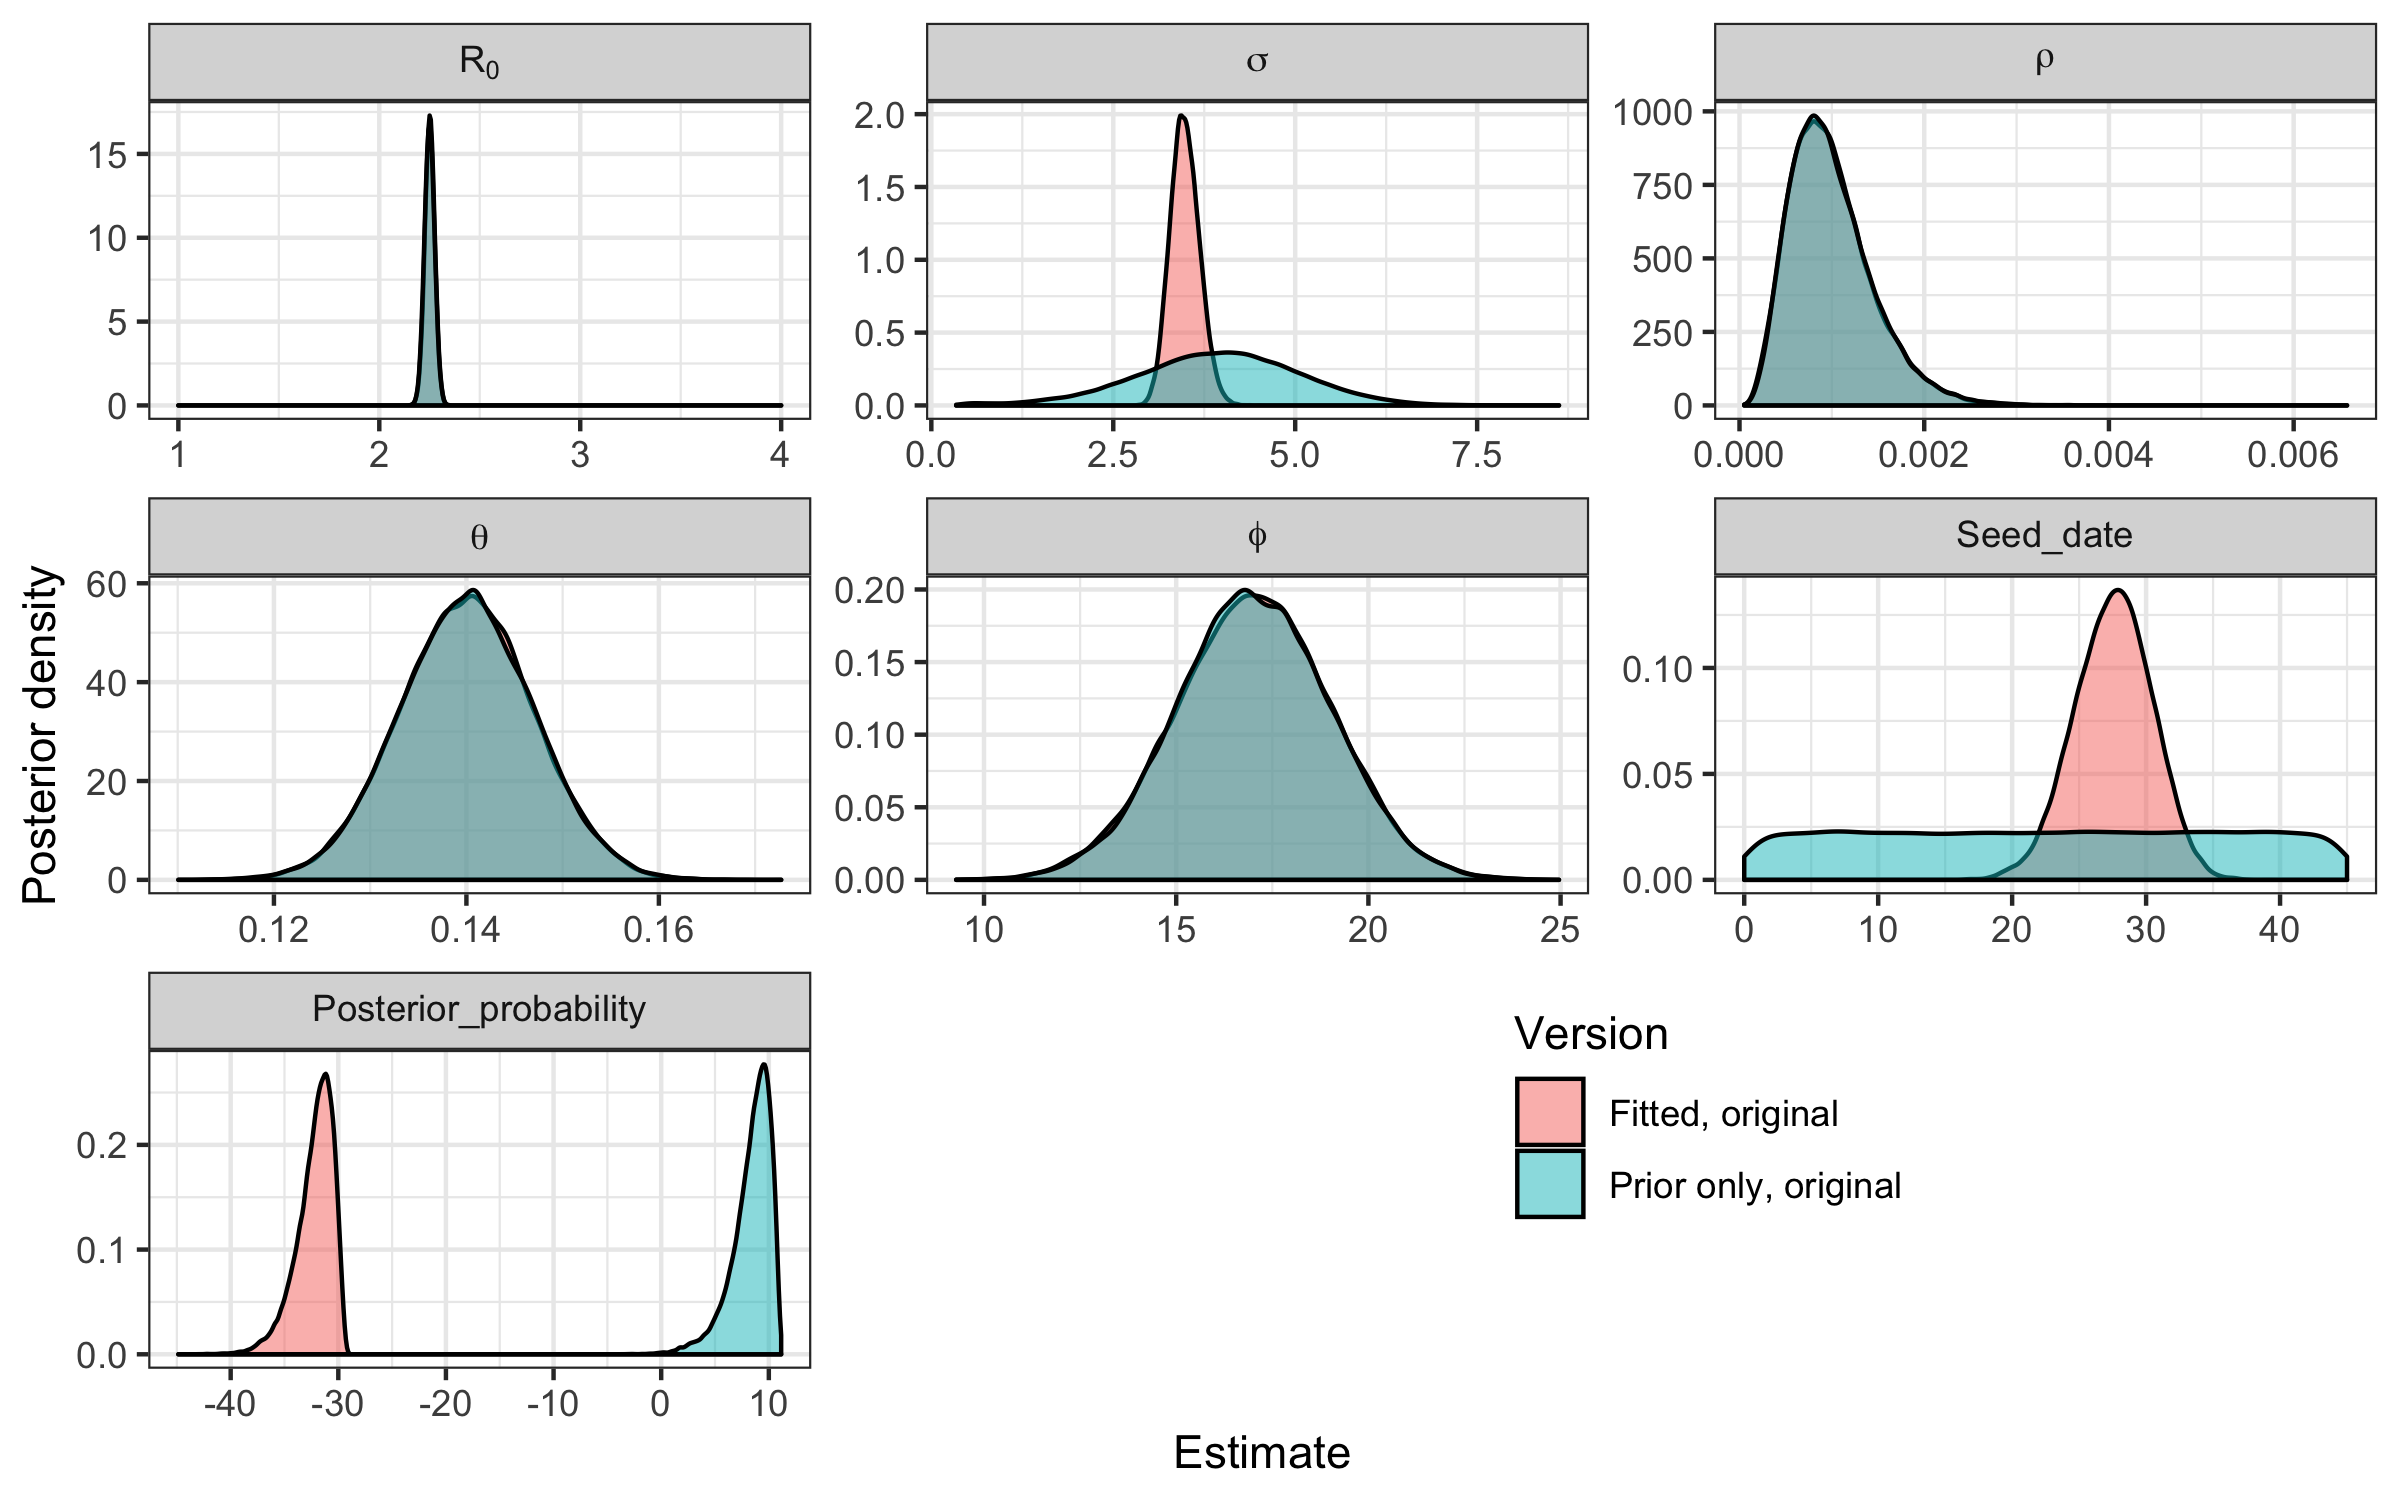 R₀
15
10
5
0
1 2 3 4
σ
2.0
1.5
1.0
0.5
0.0
0.0 2.5 5.0 7.5
ρ
1000
750
500
250
0
0.000 0.002 0.004 0.006
Posterior density
θ
60
40
20
0
0.12 0.14 0.16
ϕ
0.20
0.15
0.10
0.05
0.00
10 15 20 25
Seed_date
0.10
0.05
0.00
0 10 20 30 40
Posterior_probability
0.2
0.1
0.0
-40 -30 -20 -10 0 10
Version
Fitted, original
Prior only, original
Estimate